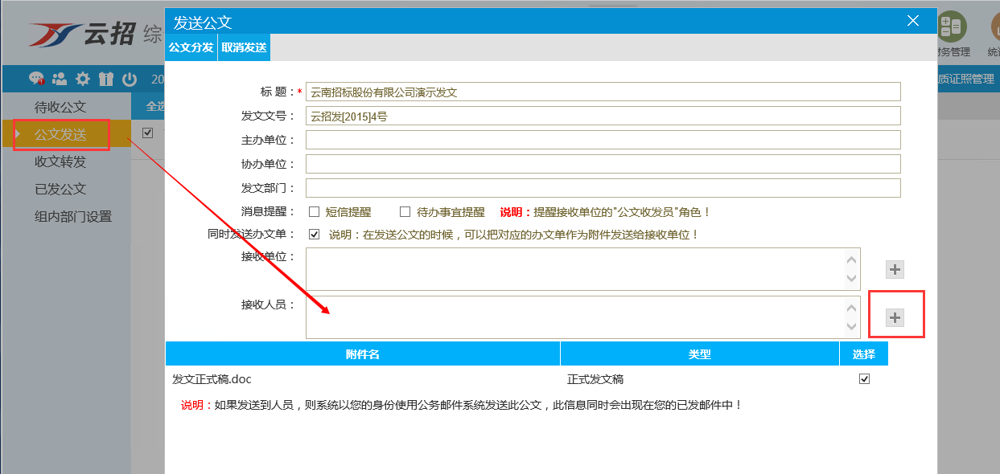 云招 综
财务管理
统
20
质证照管理
待收公文
公文发送
收文转发
已发公文
组内部门设置
全选
发送公文
公文分发 取消发送
标 题：* 云南招标股份有限公司演示发文
发文文号： 云招发[2015]4号
主办单位：
协办单位：
发文部门：
消息提醒： 短信提醒 待办事宜提醒 说明：提醒接收单位的"公文收发员"角色！
同时发送办文单： 说明：在发送公文的时候，可以把对应的办文单作为附件发送给接收单位！
接收单位：
接收人员：
附件名 类型 选择
发文正式稿.doc 正式发文稿
说明：如果发送到人员，则系统以您的身份使用公务邮件系统发送此公文，此信息同时会出现在您的已发邮件中！